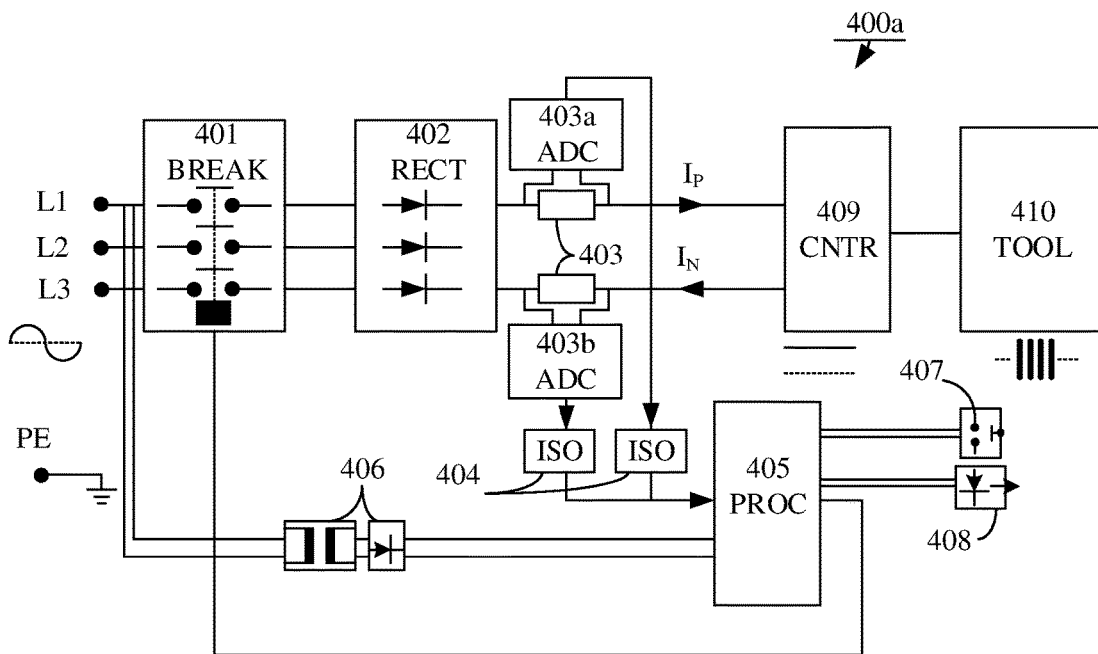 400a
401
BREAK
402
RECT
403a
ADC
L1
L2
L3
I_P
I_N
403
409
CNTR
410
TOOL
403b
ADC
407
PE
ISO
ISO
406
404
405
PROC
408